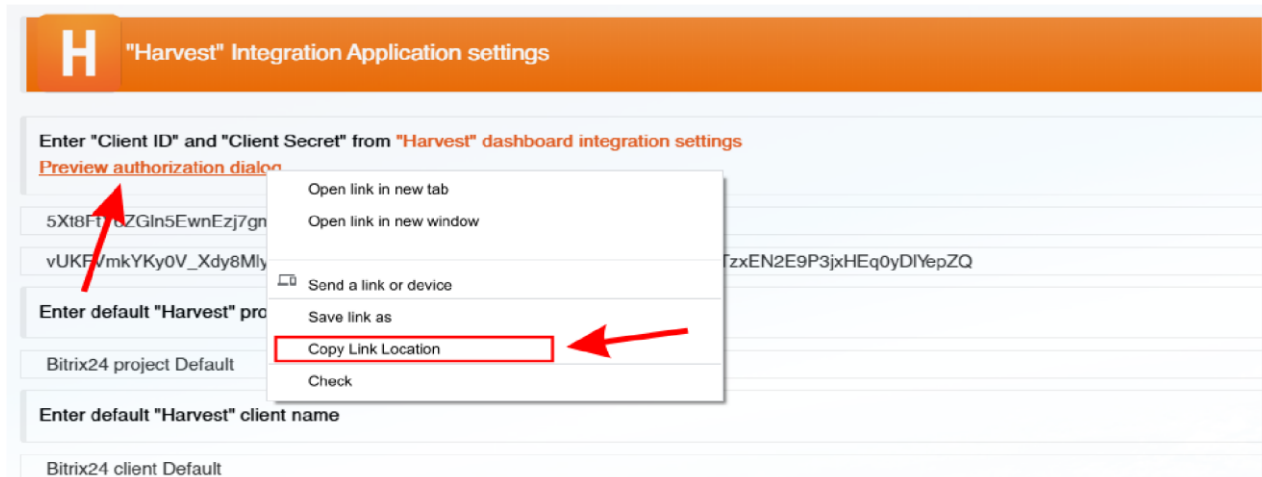 H
"Harvest" Integration Application settings
Enter "Client ID" and "Client Secret" from "Harvest" dashboard integration settings
Preview authorization dialog
Open link in new tab
Open link in new window
Send a link or device
Save link as
Copy Link Location
Check
vUKF
VmkYKy0V_Xdy8Mly
TzxEN2E9P3jxHEq0yDlYepZQ
Enter default "Harvest" pro
Bitrix24 project Default
Enter default "Harvest" client name
Bitrix24 client Default